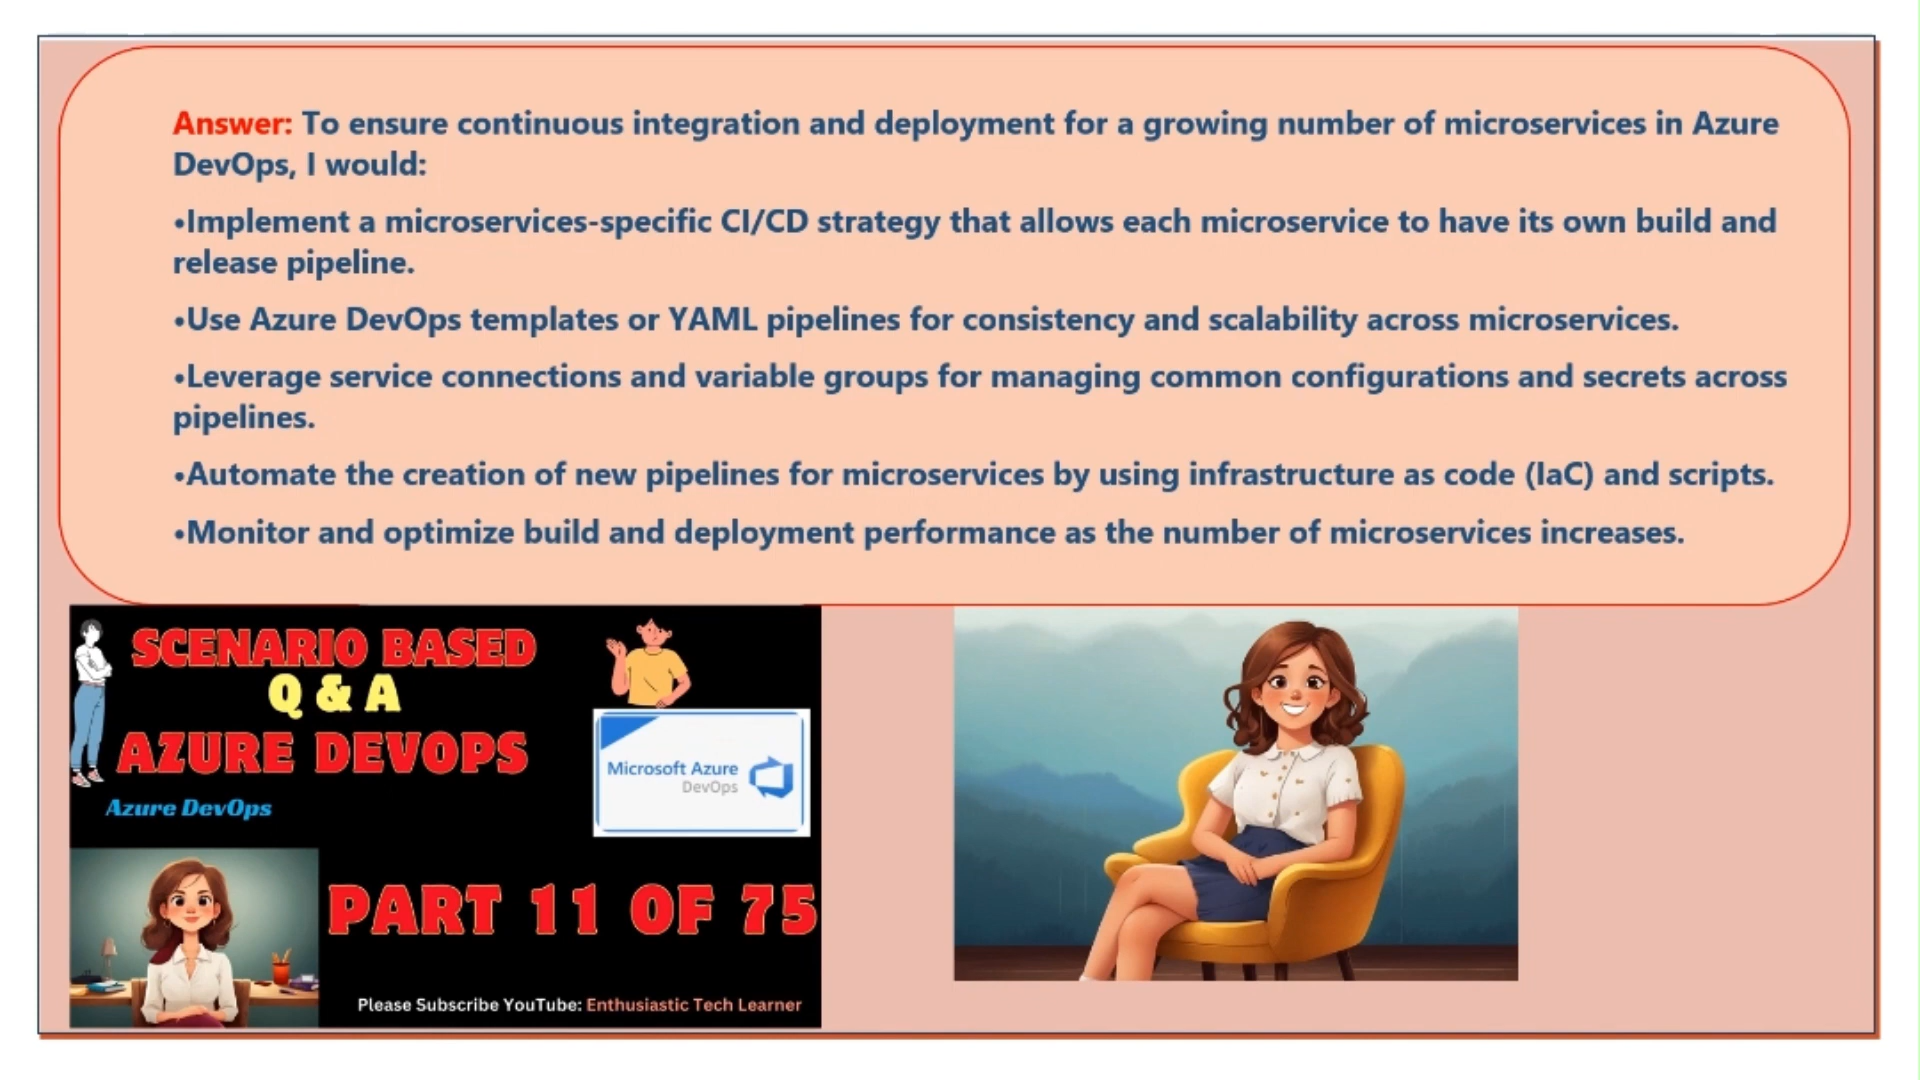 Answer: To ensure continuous integration and deployment for a growing number of microservices in Azure
DevOps, I would:
•Implement a microservices-specific CI/CD strategy that allows each microservice to have its own build and
release pipeline.
•Use Azure DevOps templates or YAML pipelines for consistency and scalability across microservices.
•Leverage service connections and variable groups for managing common configurations and secrets across
pipelines.
•Automate the creation of new pipelines for microservices by using infrastructure as code (IaC) and scripts.
•Monitor and optimize build and deployment performance as the number of microservices increases.
SCENARIO BASED
Q & A
AZURE DEVOPS
Azure DevOps
Microsoft Azure
DevOps
PART 11 OF 75
Please Subscribe YouTube: Enthusiastic Tech Learner